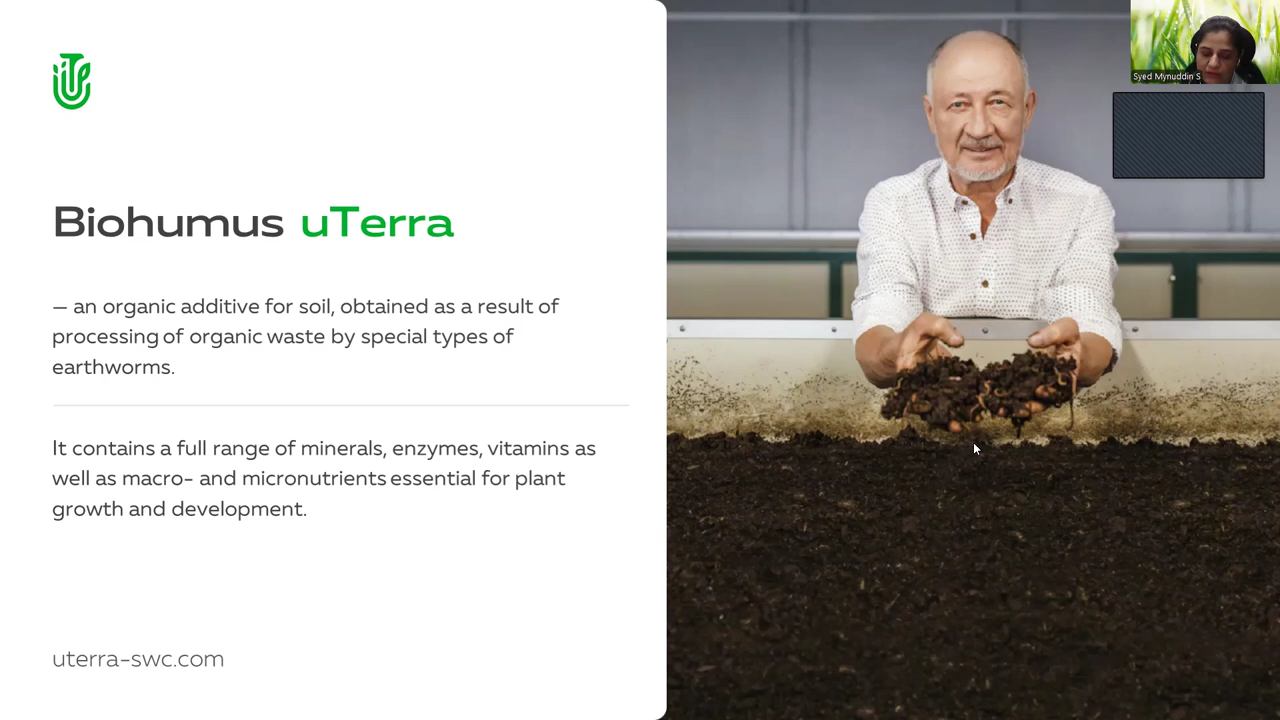 Biohumus uTerra
— an organic additive for soil, obtained as a result of
processing of organic waste by special types of
earthworms.
It contains a full range of minerals, enzymes, vitamins as
well as macro- and micronutrients essential for plant
growth and development.
uterra-swc.com
Syed Mynuddin S